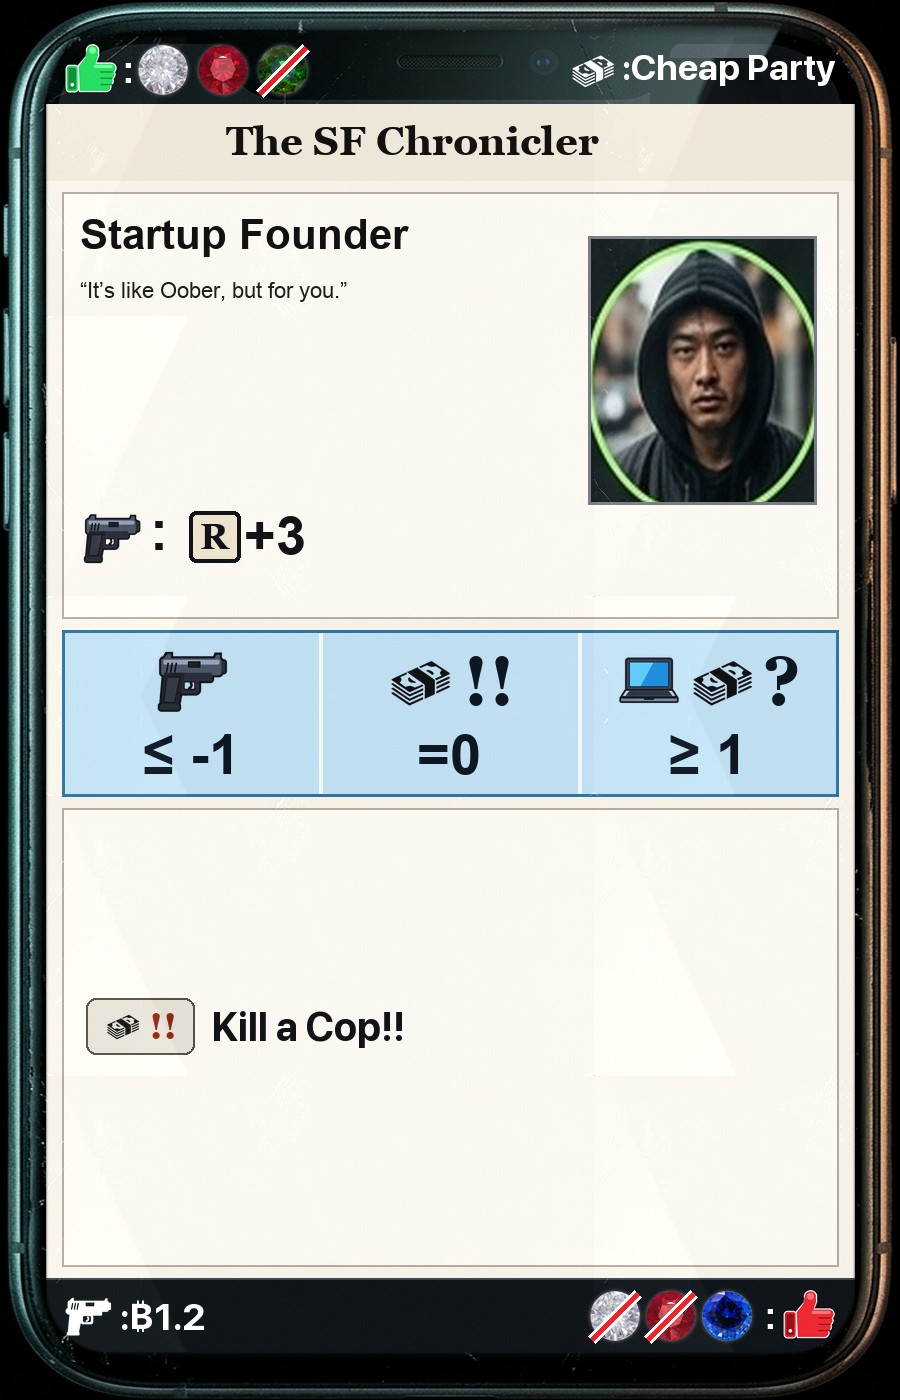 :
:Cheap Party
The SF Chronicler
Startup Founder
“It’s like Oober, but for you.”
: R+3
≤ -1
!!
=0
?
≥ 1
!! Kill a Cop!!
:₿1.2
: